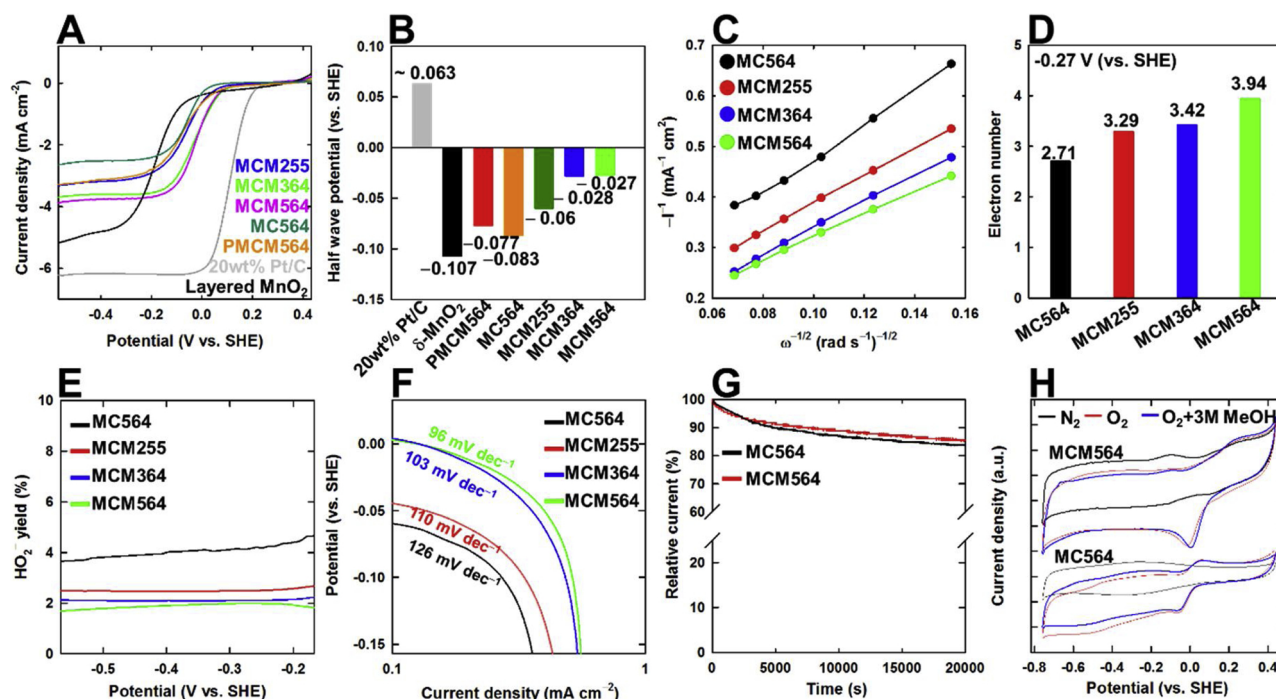 A
Current density (mA cm⁻²)
0
-2
-4
-6
MCM255
MCM364
MCM564
MC564
PMCM564
20wt% Pt/C
Layered MnO₂
-0.4 -0.2 0.0 0.2 0.4
Potential (V vs. SHE)
B
Half wave potential (vs. SHE)
0.10
0.05
0.00
-0.05
-0.10
-0.15
~ 0.063
−0.107
−0.077
−0.083
− 0.06
− 0.028
− 0.027
20wt% Pt/C
δ-MnO₂
PMCM564
MC564
MCM255
MCM364
MCM564
C
−I⁻¹ (mA⁻¹ cm²)
0.7
0.6
0.5
0.4
0.3
0.2
MC564
MCM255
MCM364
MCM564
0.06 0.08 0.10 0.12 0.14 0.16
ω⁻¹/² (rad s⁻¹)⁻¹/²
D
Electron number
5
4
3
2
1
0
-0.27 V (vs. SHE)
2.71
3.29
3.42
3.94
MC564
MCM255
MCM364
MCM564
E
HO₂⁻ yield (%)
10
8
6
4
2
0
MC564
MCM255
MCM364
MCM564
-0.5 -0.4 -0.3 -0.2
Potential (V vs. SHE)
F
Potential (vs. SHE)
0.00
-0.05
-0.10
-0.15
96 mV dec⁻¹
103 mV dec⁻¹
110 mV dec⁻¹
126 mV dec⁻¹
MC564
MCM255
MCM364
MCM564
0.1 1
Current density (mA cm⁻²)
G
Relative current (%)
100
90
80
70
60
20
10
0
MC564
MCM564
0 5000 10000 15000 20000
Time (s)
H
Current density (a.u.)
N₂ O₂ O₂+3M MeOH
MCM564
MC564
-0.8 -0.6 -0.4 -0.2 0.0 0.2 0.4
Potential (vs. SHE)